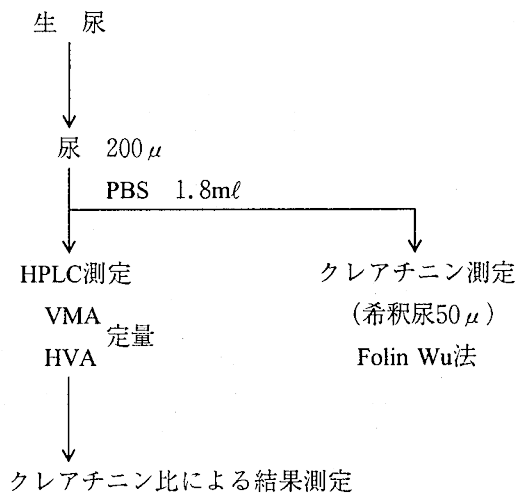 生　尿
尿　200μ
PBS　1.8mℓ
HPLC測定
VMA
定量
HVA
クレアチニン測定
(希釈尿50μ)
Folin Wu法
クレアチニン比による結果測定